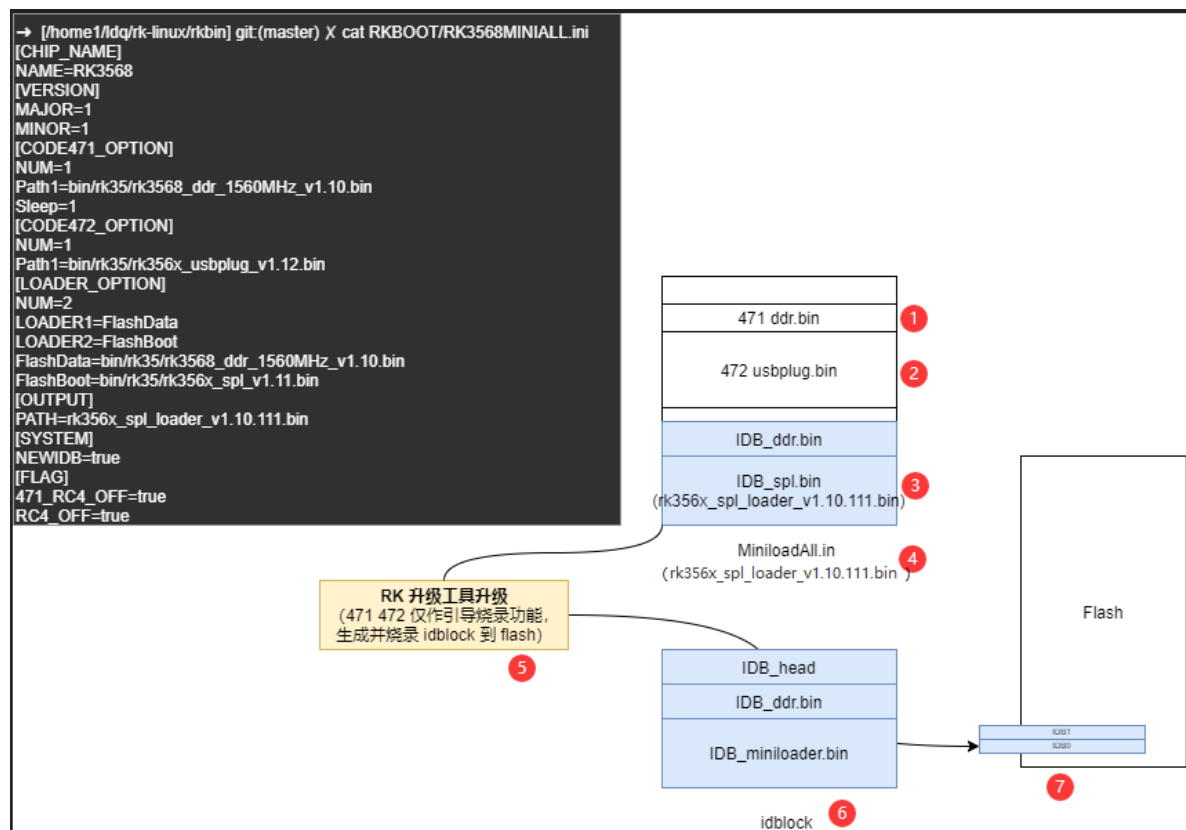 → [/home1/ldq/rk-linux/rkbin] git:(master) ✗ cat RKBOOT/RK3568MINIALL.ini
[CHIP_NAME]
NAME=RK3568
[VERSION]
MAJOR=1
MINOR=1
[CODE471_OPTION]
NUM=1
Path1=bin/rk35/rk3568_ddr_1560MHz_v1.10.bin
Sleep=1
[CODE472_OPTION]
NUM=1
Path1=bin/rk35/rk356x_usbplug_v1.12.bin
[LOADER_OPTION]
NUM=2
LOADER1=FlashData
LOADER2=FlashBoot
FlashData=bin/rk35/rk3568_ddr_1560MHz_v1.10.bin
FlashBoot=bin/rk35/rk356x_spl_v1.11.bin
[OUTPUT]
PATH=rk356x_spl_loader_v1.10.111.bin
[SYSTEM]
NEWIDB=true
[FLAG]
471_RC4_OFF=true
RC4_OFF=true
471 ddr.bin
1
472 usbplug.bin
2
IDB_ddr.bin
IDB_spl.bin
(rk356x_spl_loader_v1.10.111.bin)
3
MiniloadAll.in
(rk356x_spl_loader_v1.10.111.bin )
4
RK 升级工具升级
(471 472 仅作引导烧录功能,
生成并烧录 idblock 到 flash)
5
IDB_head
IDB_ddr.bin
IDB_miniloader.bin
idblock
6
Flash
IDB1
IDB0
7